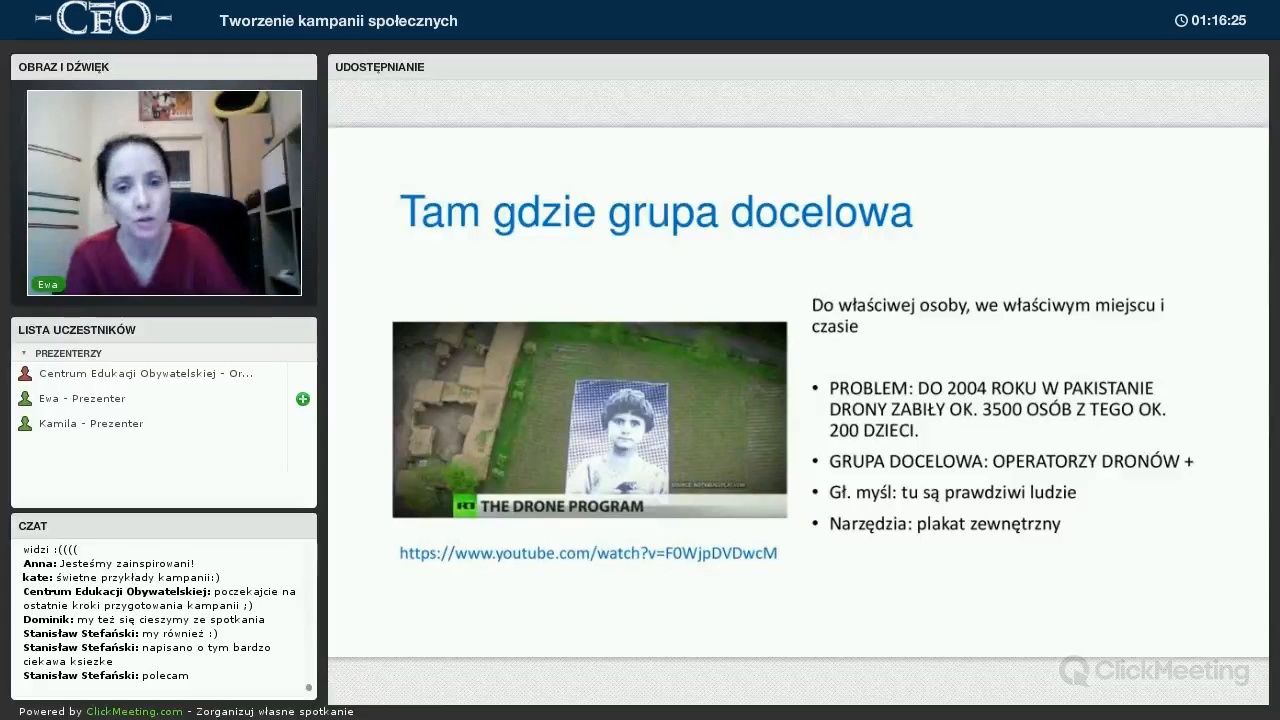 CEO
Tworzenie kampanii społecznych
01:16:25
OBRAZ I DŹWIĘK
Ewa
LISTA UCZESTNIKÓW
PREZENTERZY
Centrum Edukacji Obywatelskiej - Or...
Ewa - Prezenter
Kamila - Prezenter
CZAT
widzi :((((
Anna: Jesteśmy zainspirowani!
kate: świetne przykłady kampanii:)
Centrum Edukacji Obywatelskiej: poczekajcie na
ostatnie kroki przygotowania kampanii ;)
Dominik: my też się cieszymy ze spotkania
Stanisław Stefański: my również :)
Stanisław Stefański: napisano o tym bardzo
ciekawa ksiezke
Stanisław Stefański: polecam
Powered by ClickMeeting.com - Zorganizuj własne spotkanie
UDOSTĘPNIANIE
Tam gdzie grupa docelowa
RT THE DRONE PROGRAM
https://www.youtube.com/watch?v=F0WjpDVDwcM
Do właściwej osoby, we właściwym miejscu i
czasie
• PROBLEM: DO 2004 ROKU W PAKISTANIE
DRONY ZABIŁY OK. 3500 OSÓB Z TEGO OK.
200 DZIECI.
• GRUPA DOCELOWA: OPERATORZY DRONÓW +
• Gł. myśl: tu są prawdziwi ludzie
• Narzędzia: plakat zewnętrzny
ClickMeeting